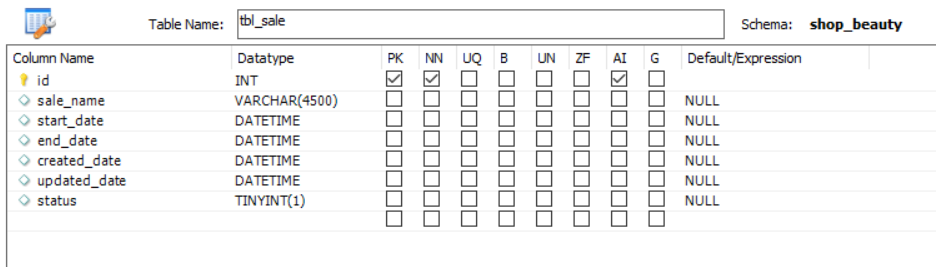 Table Name: tbl_sale Schema: shop_beauty
Column Name Datatype PK NN UQ B UN ZF AI G Default/Expression
id INT
sale_name VARCHAR(4500) NULL
start_date DATETIME NULL
end_date DATETIME NULL
created_date DATETIME NULL
updated_date DATETIME NULL
status TINYINT(1) NULL